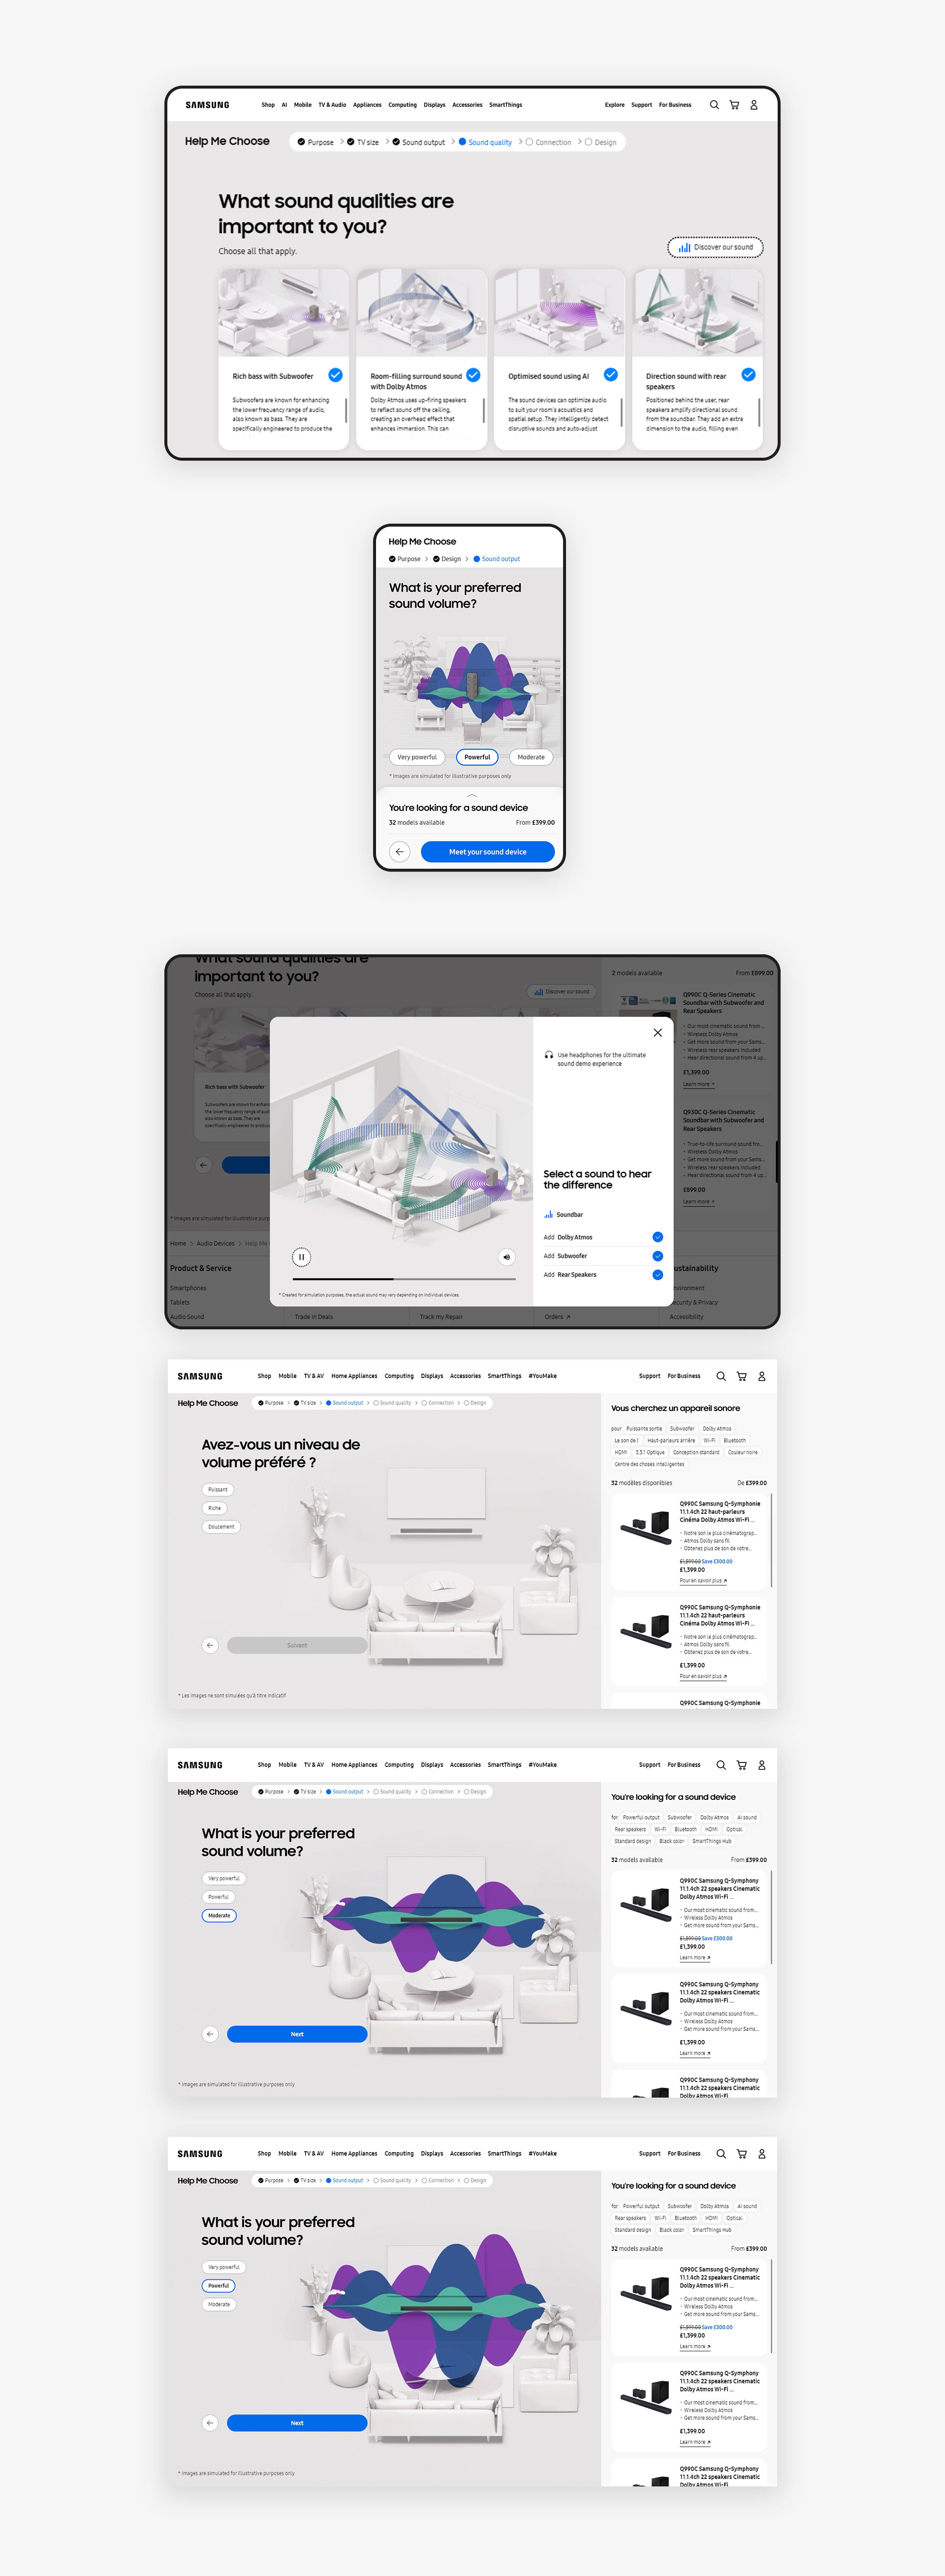 SAMSUNG
Shop AI Mobile TV & Audio Appliances Computing Displays Accessories SmartThings
Explore Support For Business
Help Me Choose
Purpose TV size Sound output Sound quality Connection Design
What sound qualities are
important to you?
Choose all that apply.
Discover our sound
Rich bass with Subwoofer
Subwoofers are known for enhancing
the lower frequency range of audio,
also known as bass. They are
specifically engineered to produce the
Room-filling surround sound
with Dolby Atmos
Dolby Atmos uses up-firing speakers
to reflect sound off the ceiling,
creating an overhead effect that
enhances immersion. This can
Optimised sound using AI
The sound devices can optimize audio
to suit your room's acoustics and
spatial setup. They intelligently detect
disruptive sounds and auto-adjust
Direction sound with rear
speakers
Positioned behind the user, rear
speakers amplify directional sound
from the soundbar. They add an extra
dimension to the audio, filling even
Help Me Choose
Purpose Design Sound output
What is your preferred
sound volume?
Very powerful
Powerful
Moderate
* Images are simulated for illustrative purposes only
You're looking for a sound device
32 models available From £399.00
Meet your sound device
What sound qualities are
important to you?
Choose all that apply.
Discover our sound
Rich bass with Subwoofer
Subwoofers are known for enhan
the lower frequency range of audi
also known as bass. They are
specifically engineered to produc
* Images are simulated for illustrative purp
Home Audio Devices Help Me
Product & Service
Smartphones
Tablets
Audio Sound
Trade in Deals
Track my Repair
Orders
ustainability
nvironment
ecurity & Privacy
Accessibility
2 models available From £899.00
Q990C Q-Series Cinematic
Soundbar with Subwoofer and
Rear Speakers
• Our most cinematic sound from ...
• Wireless Dolby Atmos
• Get more sound from your Sams...
• Wireless rear speakers included
• Hear directional sound from 4 up...
£1,399.00
Learn more
Q930C Q-Series Cinematic
Soundbar with Subwoofer and
Rear Speakers
• True-to-life surround sound fro...
• Wireless Dolby Atmos
• Get more sound from your Sams...
• Wireless rear speakers included
• Hear directional sound from 4 up...
£899.00
Learn more
Use headphones for the ultimate
sound demo experience
Select a sound to hear
the difference
Soundbar
Add Dolby Atmos
Add Subwoofer
Add Rear Speakers
* Created for simulation purposes, the actual sound may very depending on individual devices.
SAMSUNG
Shop Mobile TV & AV Home Appliances Computing Displays Accessories SmartThings #YouMake
Support For Business
Help Me Choose
Purpose TV size Sound output Sound quality Connection Design
Avez-vous un niveau de
volume préféré ?
Puissant
Riche
Doucement
Suivant
* Les images ne sont simulées qu'à titre indicatif
Vous cherchez un appareil sonore
pour Puissante sortie Subwoofer Dolby Atmos
Le son de l' Haut-parleurs arrière Wi-Fi Bluetooth
HDMI 3.5.1 Optique Conception standard Couleur noire
Centre des choses intelligentes
32 modèles disponibles De £399.00
Q990C Samsung Q-Symphonie
11.1.4ch 22 haut-parleurs
Cinéma Dolby Atmos Wi-Fi ...
• Notre son le plus cinématograp...
• Atmos Dolby sans fil
• Obtenez plus de son de votre...
£1,599.00 Save £300.00
£1,399.00
Pour en savoir plus
Q990C Samsung Q-Symphonie
11.1.4ch 22 haut-parleurs
Cinéma Dolby Atmos Wi-Fi ...
• Notre son le plus cinématograp...
• Atmos Dolby sans fil
• Obtenez plus de son de votre...
£1,399.00
Pour en savoir plus
Q990C Samsung Q-Symphonie
SAMSUNG
Shop Mobile TV & AV Home Appliances Computing Displays Accessories SmartThings #YouMake
Support For Business
Help Me Choose
Purpose TV size Sound output Sound quality Connection Design
What is your preferred
sound volume?
Very powerful
Powerful
Moderate
Next
* Images are simulated for illustrative purposes only
You're looking for a sound device
for Powerful output Subwoofer Dolby Atmos AI sound
Rear speakers Wi-Fi Bluetooth HDMI Optical
Standard design Black color SmartThings Hub
32 models available From £399.00
Q990C Samsung Q-Symphony
11.1.4ch 22 speakers Cinematic
Dolby Atmos Wi-Fi ...
• Our most cinematic sound from...
• Wireless Dolby Atmos
• Get more sound from your Sams...
£1,599.00 Save £300.00
£1,399.00
Learn more
Q990C Samsung Q-Symphony
11.1.4ch 22 speakers Cinematic
Dolby Atmos Wi-Fi ...
• Our most cinematic sound from...
• Wireless Dolby Atmos
• Get more sound from your Sams...
£1,399.00
Learn more
Q990C Samsung Q-Symphony
11.1.4ch 22 speakers Cinematic
Dolby Atmos Wi-Fi
SAMSUNG
Shop Mobile TV & AV Home Appliances Computing Displays Accessories SmartThings #YouMake
Support For Business
Help Me Choose
Purpose TV size Sound output Sound quality Connection Design
What is your preferred
sound volume?
Very powerful
Powerful
Moderate
Next
* Images are simulated for illustrative purposes only
You're looking for a sound device
for Powerful output Subwoofer Dolby Atmos AI sound
Rear speakers Wi-Fi Bluetooth HDMI Optical
Standard design Black color SmartThings Hub
32 models available From £399.00
Q990C Samsung Q-Symphony
11.1.4ch 22 speakers Cinematic
Dolby Atmos Wi-Fi ...
• Our most cinematic sound from...
• Wireless Dolby Atmos
• Get more sound from your Sams...
£1,599.00 Save £300.00
£1,399.00
Learn more
Q990C Samsung Q-Symphony
11.1.4ch 22 speakers Cinematic
Dolby Atmos Wi-Fi ...
• Our most cinematic sound from...
• Wireless Dolby Atmos
• Get more sound from your Sams...
£1,399.00
Learn more
Q990C Samsung Q-Symphony
11.1.4ch 22 speakers Cinematic
Dolby Atmos Wi-Fi